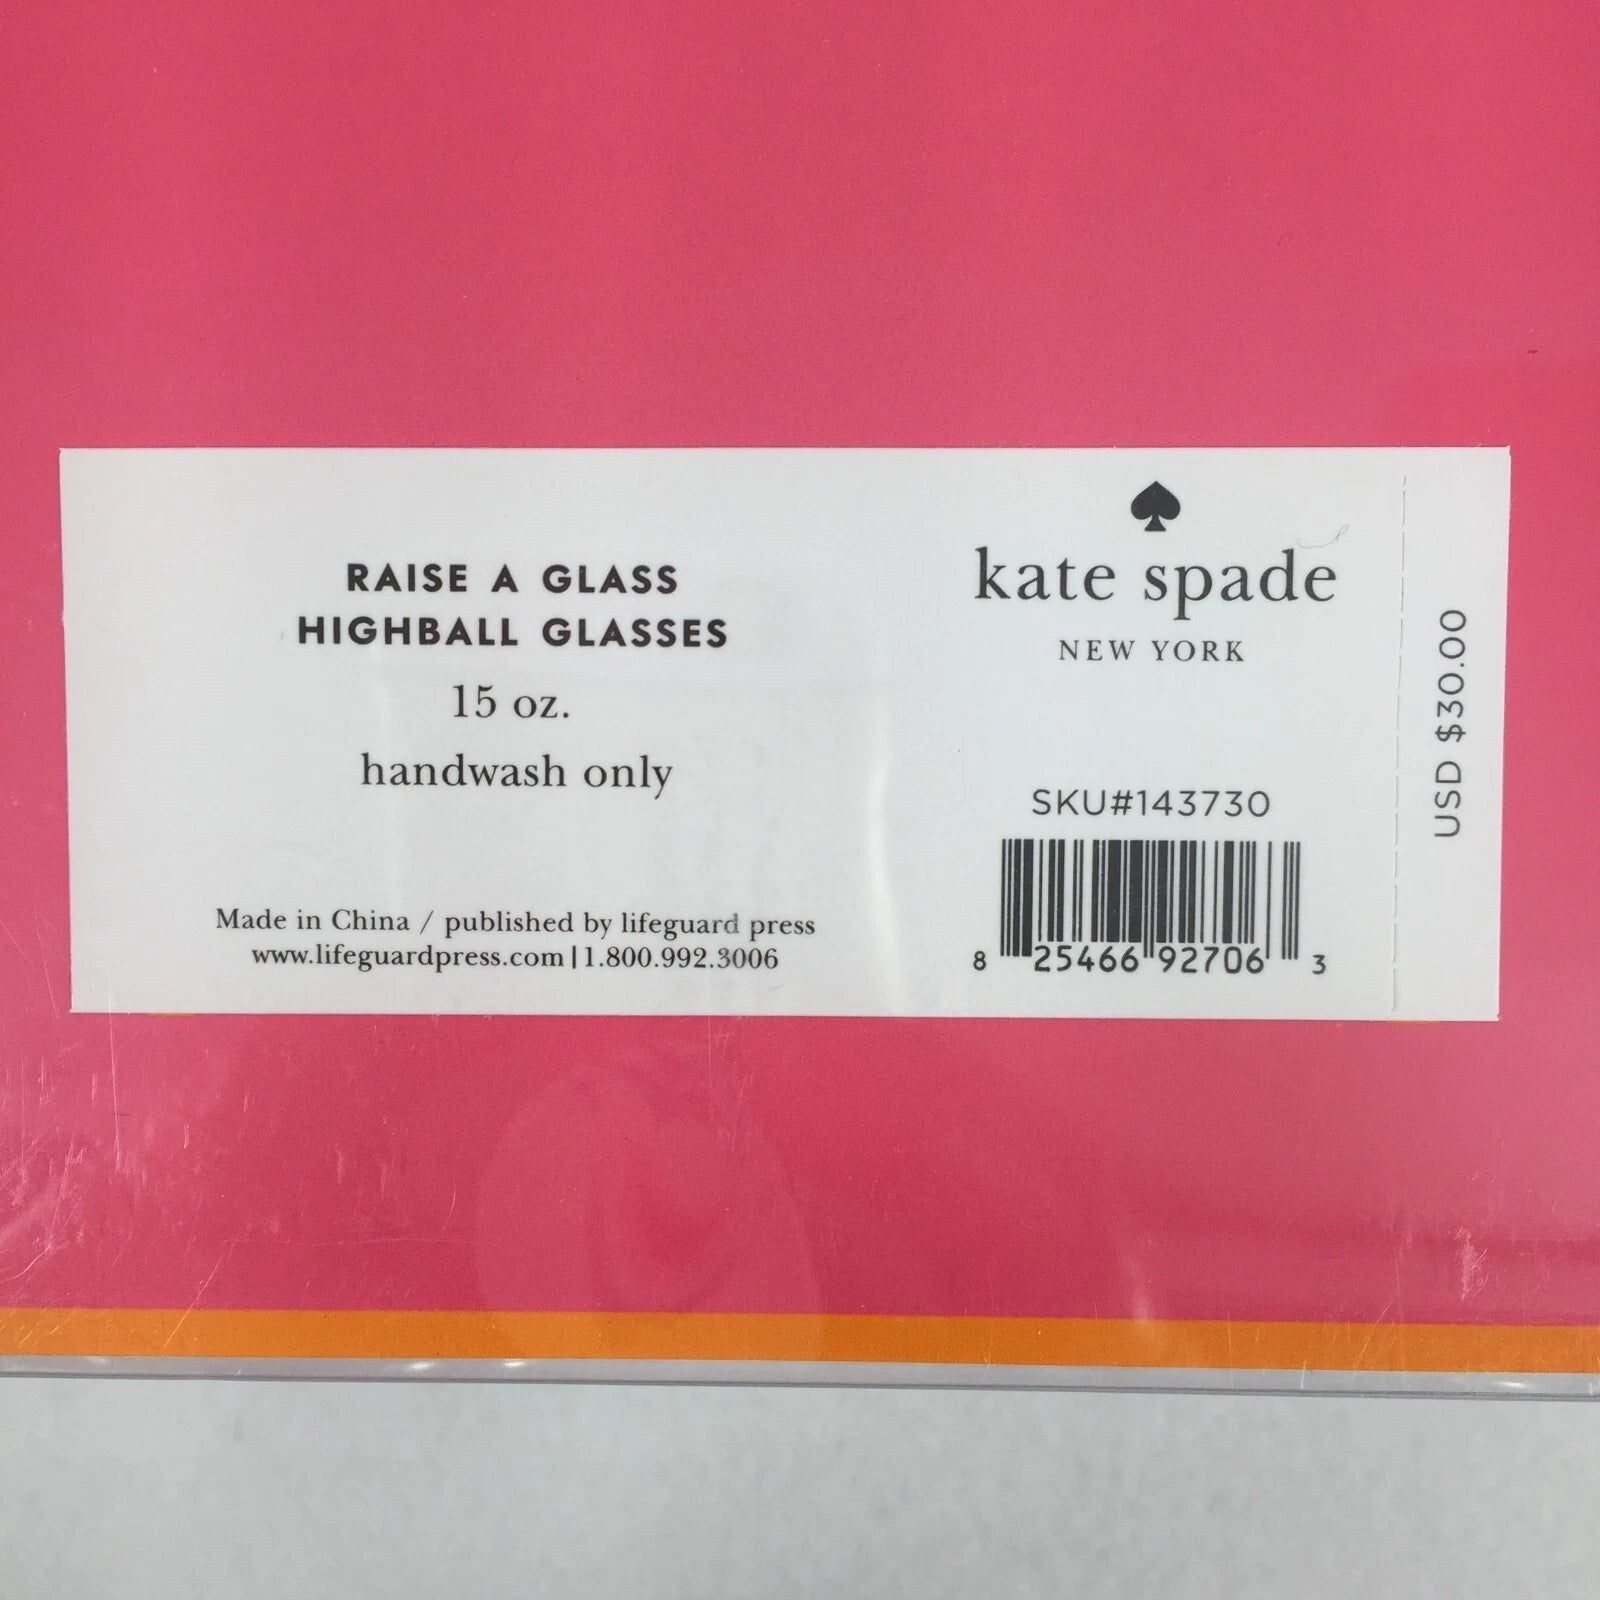 RAISE A GLASS
HIGHBALL GLASSES
15 oz.
handwash only
Made in China / published by lifeguard press
www.lifeguardpress.com | 1.800.992.3006
kate spade
NEW YORK
SKU#143730
8 25466 92706 3
USD $30.00